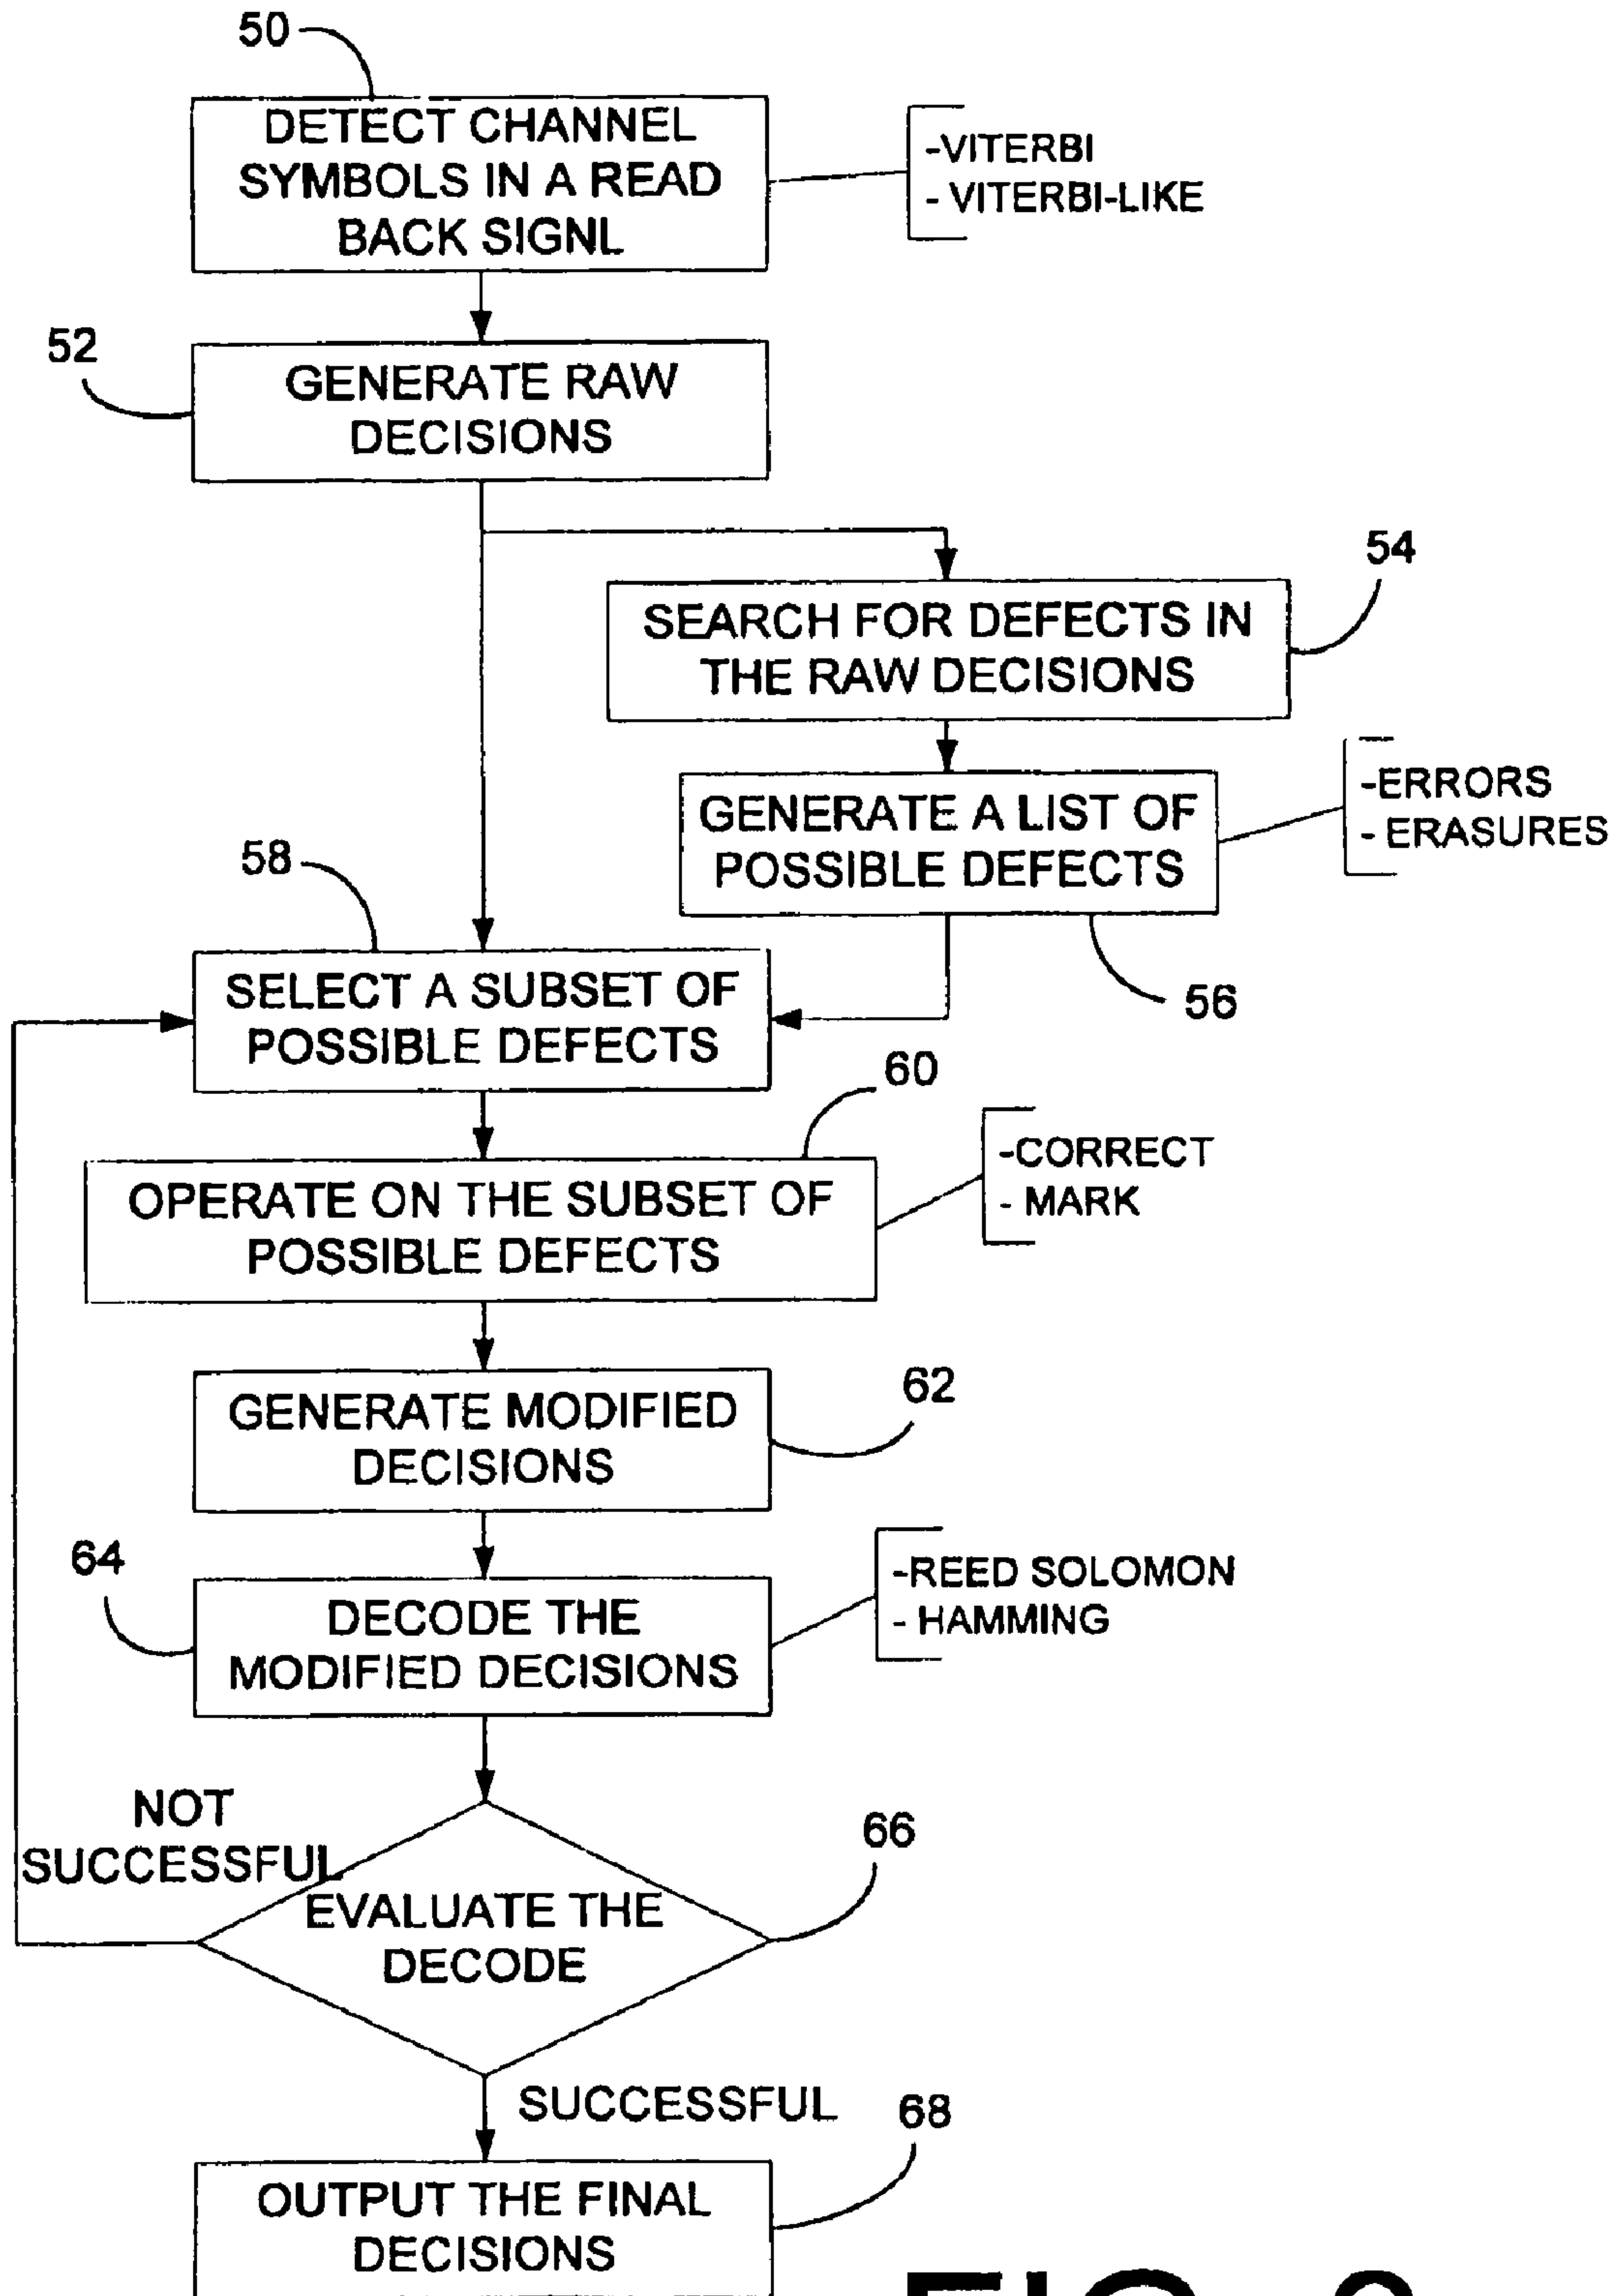 50
DETECT CHANNEL
SYMBOLS IN A READ
BACK SIGNL
-VITERBI
- VITERBI-LIKE
52
GENERATE RAW
DECISIONS
54
SEARCH FOR DEFECTS IN
THE RAW DECISIONS
GENERATE A LIST OF
POSSIBLE DEFECTS
-ERRORS
- ERASURES
56
58
SELECT A SUBSET OF
POSSIBLE DEFECTS
60
OPERATE ON THE SUBSET OF
POSSIBLE DEFECTS
-CORRECT
- MARK
62
GENERATE MODIFIED
DECISIONS
64
DECODE THE
MODIFIED DECISIONS
-REED SOLOMON
- HAMMING
NOT
SUCCESSFUL
66
EVALUATE THE
DECODE
SUCCESSFUL
68
OUTPUT THE FINAL
DECISIONS
FIG.